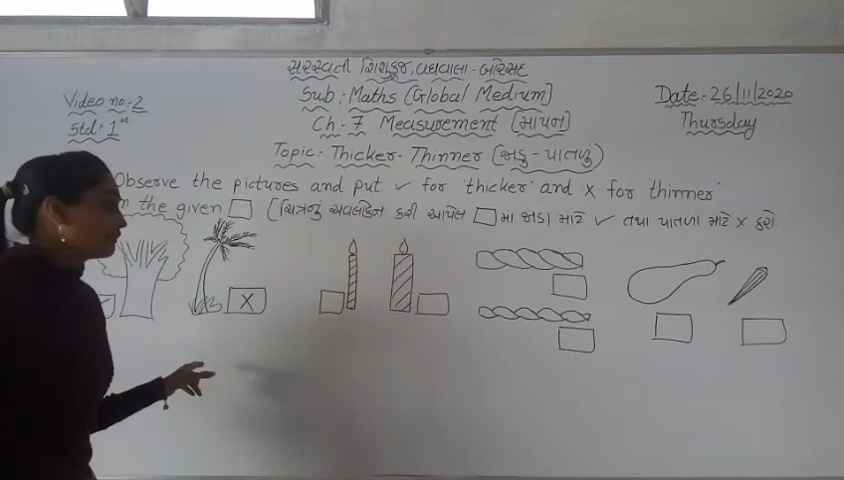 સરસ્વતી શિશુકુંજ, વઘવાલા - બોરસદ
Video no:-2
Sub:- Maths (Global Medium)
Date:- 26/11/2020
Std:- 1st
Ch:- 7 Measurement (માપન)
Thursday
Topic:- Thicker - Thinner (જાડુ - પાતળું)
Observe the pictures and put ✓ for 'thicker' and x for 'thinner'
in the given □ (ચિત્રનું અવલોકન કરી આપેલ □ માં જાડા માટે ✓ તથા પાતળા માટે x કરો.
x